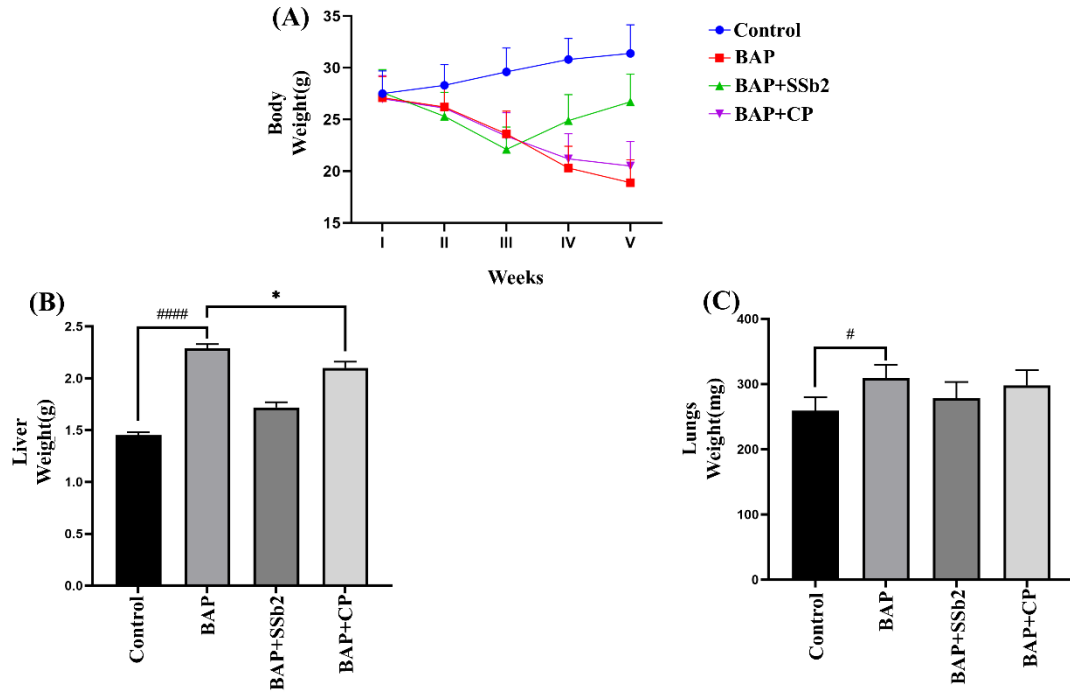 (A)
35
30
25
20
15
Body
Weight(g)
I II III IV V
Weeks
Control
BAP
BAP+SSb2
BAP+CP
(B)
####
*
2.5
2.0
1.5
1.0
0.5
0.0
Liver
Weight(g)
Control
BAP
BAP+SSb2
BAP+CP
(C)
#
400
300
200
100
0
Lungs
Weight(mg)
Control
BAP
BAP+SSb2
BAP+CP